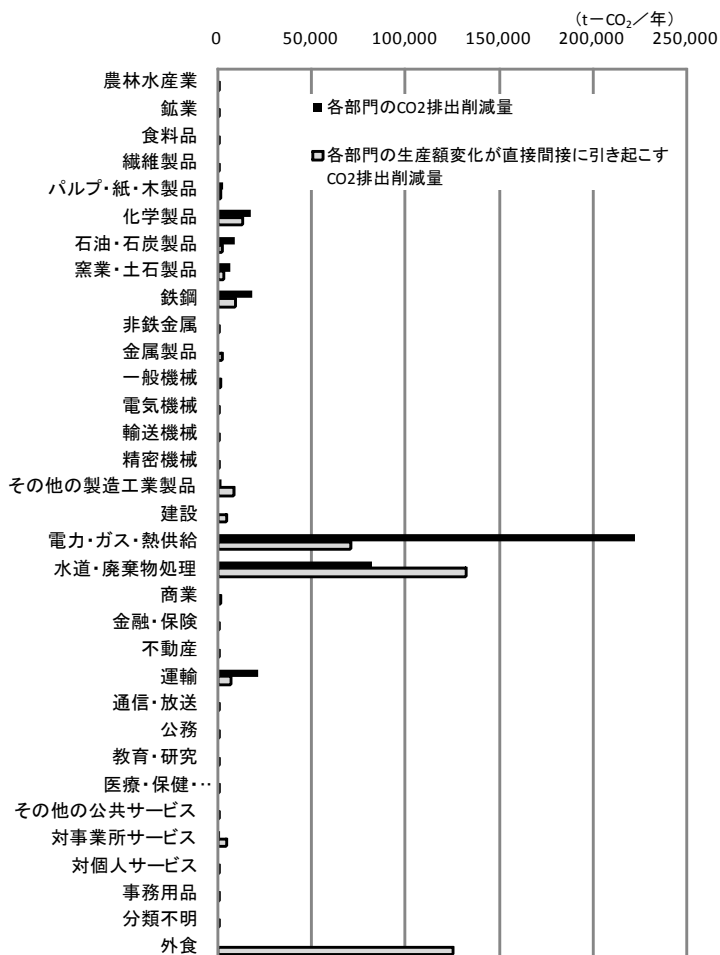 （t－CO₂／年）
0 50,000 100,000 150,000 200,000 250,000
農林水産業
鉱業
■各部門のCO2排出削減量
食料品
繊維製品
□各部門の生産額変化が直接間接に引き起こす
CO2排出削減量
パルプ・紙・木製品
化学製品
石油・石炭製品
窯業・土石製品
鉄鋼
非鉄金属
金属製品
一般機械
電気機械
輸送機械
精密機械
その他の製造工業製品
建設
電力・ガス・熱供給
水道・廃棄物処理
商業
金融・保険
不動産
運輸
通信・放送
公務
教育・研究
医療・保健・‥
その他の公共サービス
対事業所サービス
対個人サービス
事務用品
分類不明
外食